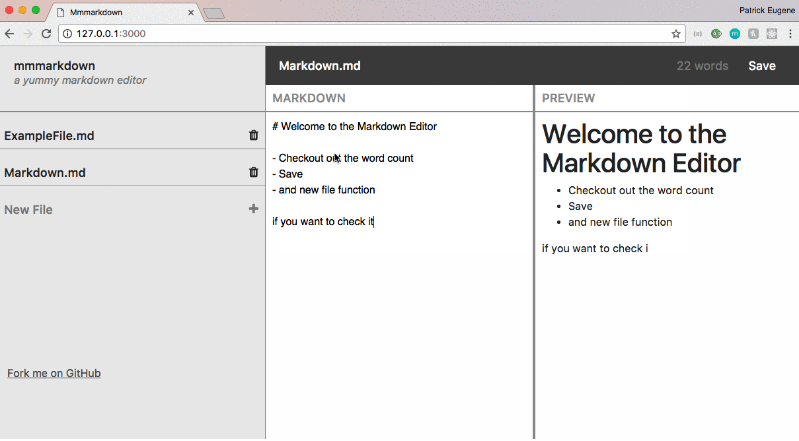 Mmmarkdown
Patrick Eugene
127.0.0.1:3000
mmmarkdown
a yummy markdown editor
ExampleFile.md
Markdown.md
New File
Fork me on GitHub
Markdown.md
22 words
Save
MARKDOWN
# Welcome to the Markdown Editor
- Checkout out the word count
- Save
- and new file function
if you want to check it
PREVIEW
Welcome to the
Markdown Editor
Checkout out the word count
Save
and new file function
if you want to check i